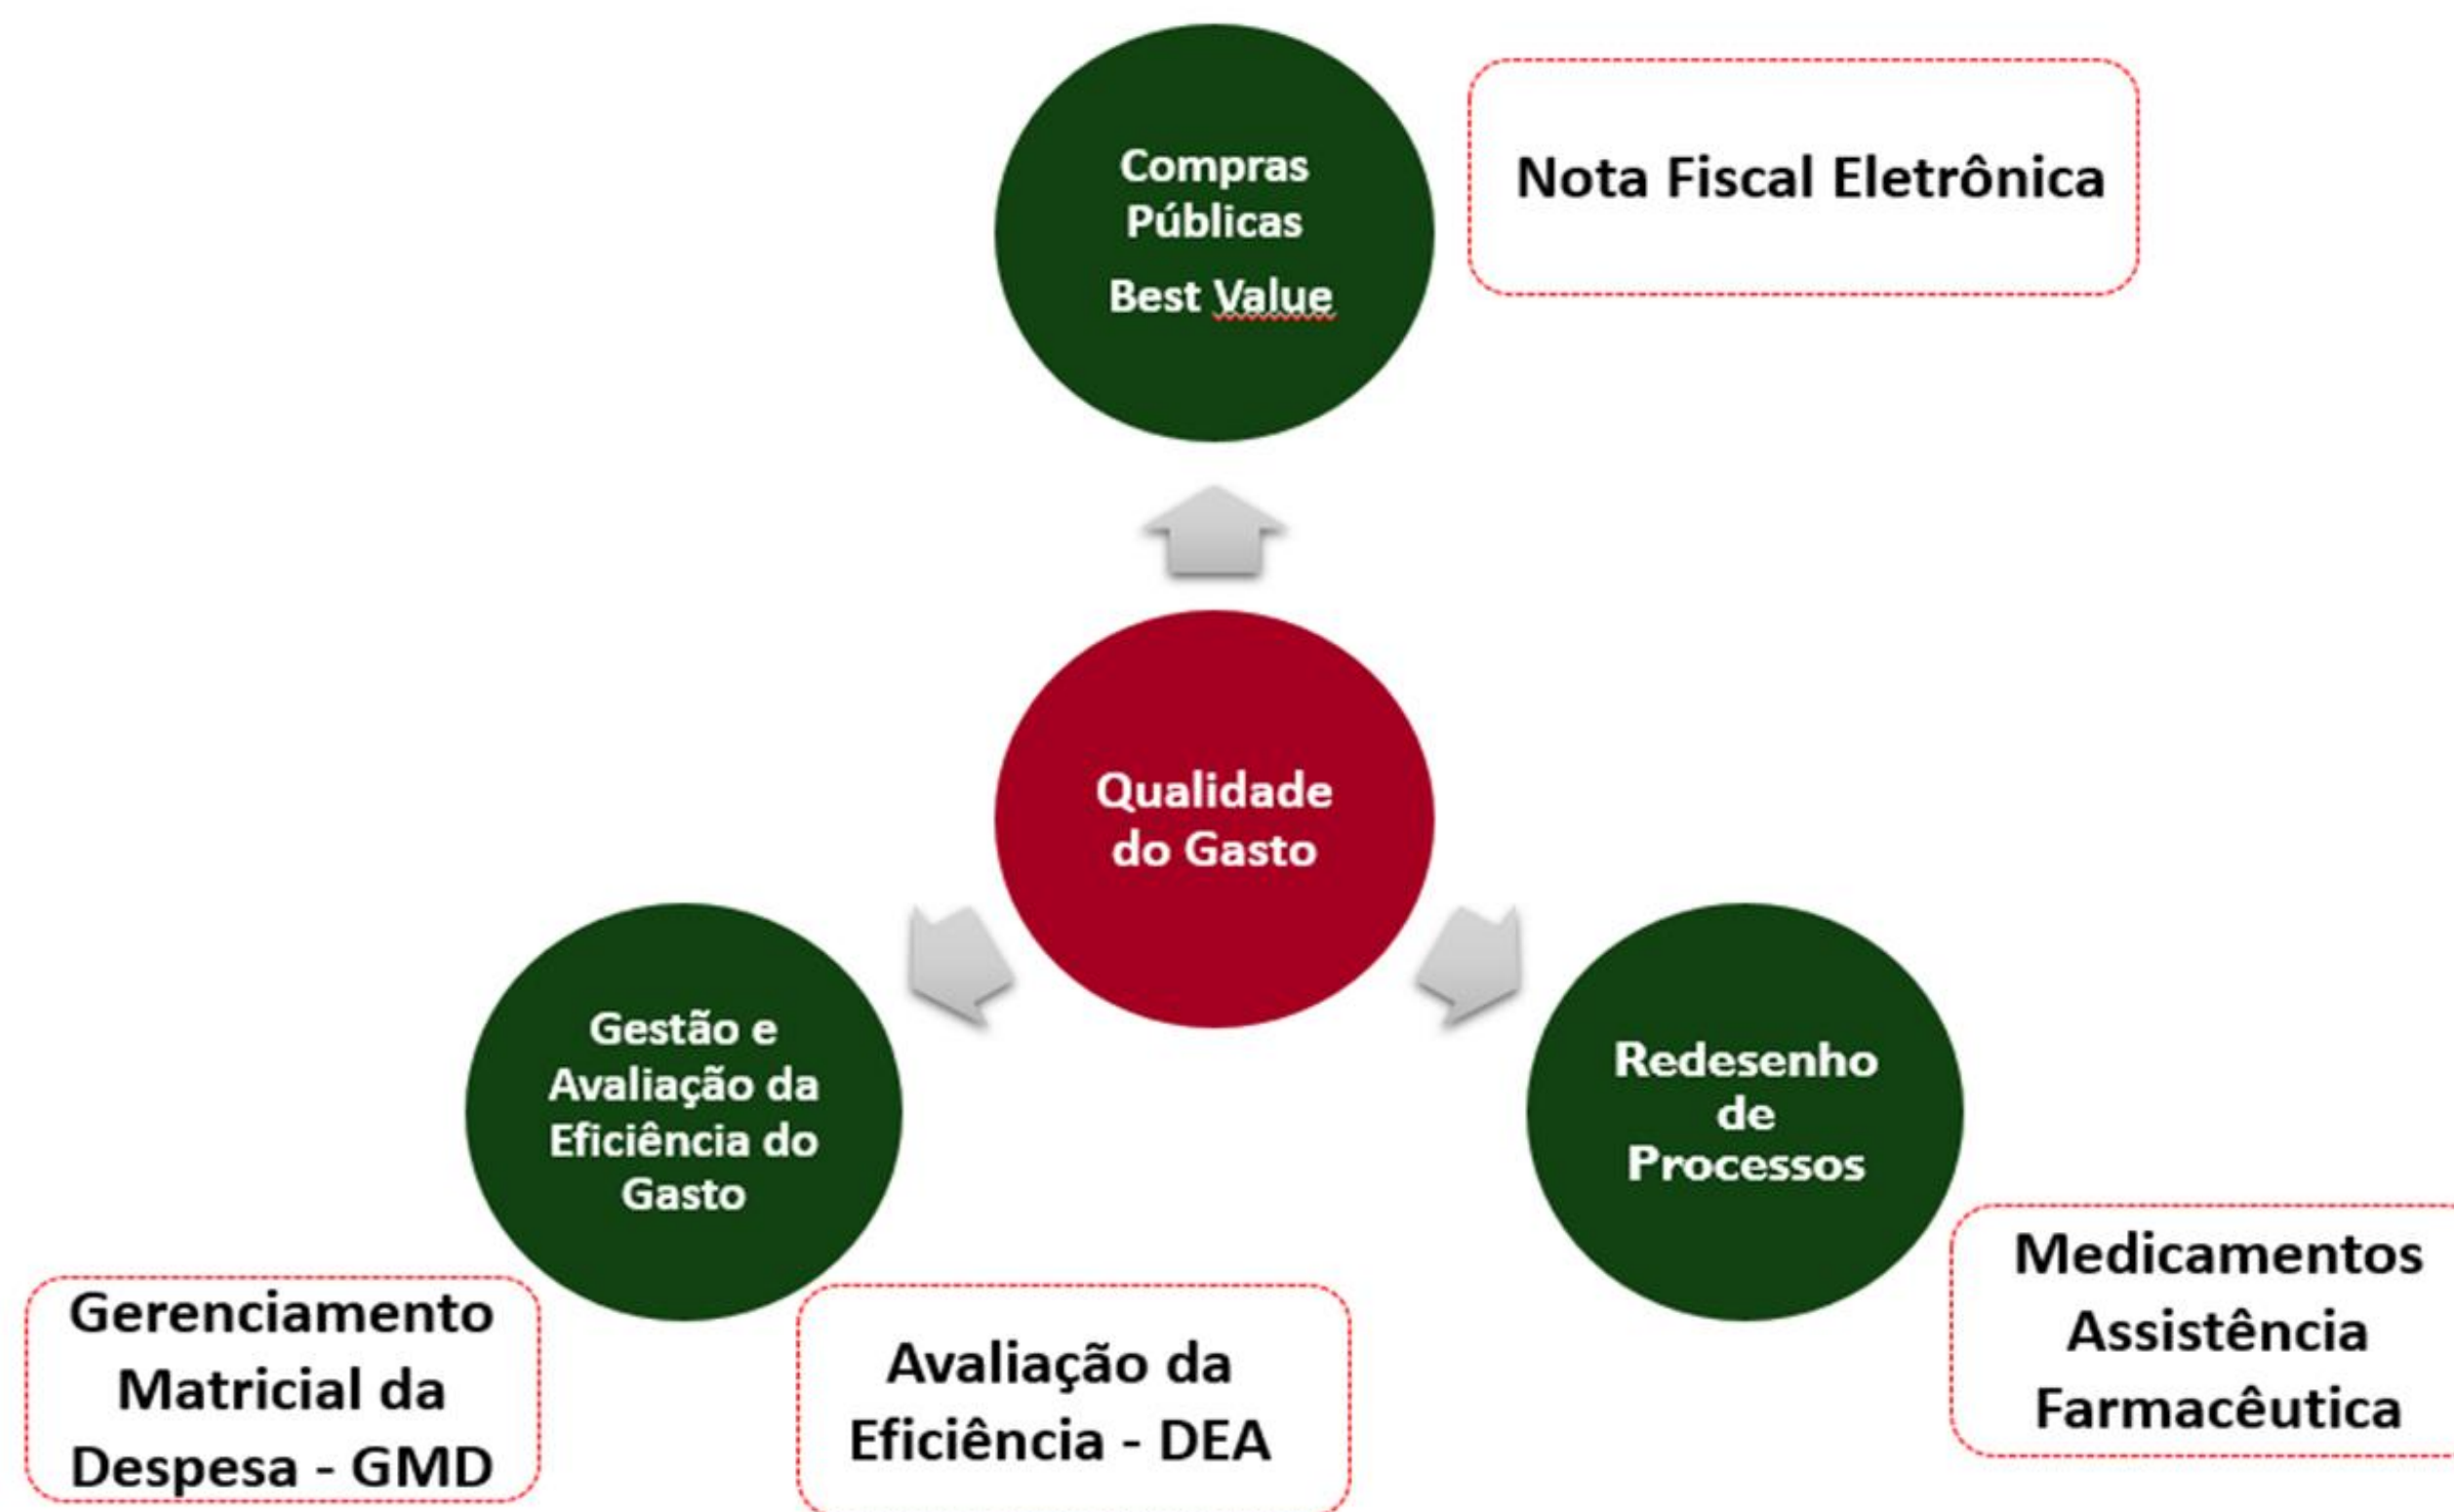 Compras
Públicas
Best Value
Nota Fiscal Eletrônica
Qualidade
do Gasto
Gestão e
Avaliação da
Eficiência do
Gasto
Redesenho
de
Processos
Gerenciamento
Matricial da
Despesa - GMD
Avaliação da
Eficiência - DEA
Medicamentos
Assistência
Farmacêutica